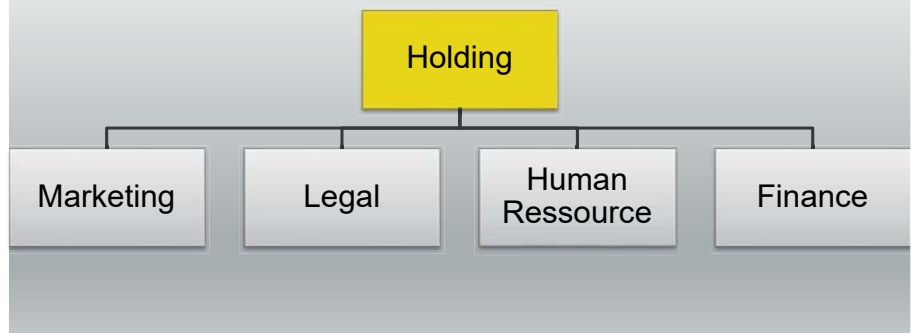 Holding
Marketing
Legal
Human
Ressource
Finance